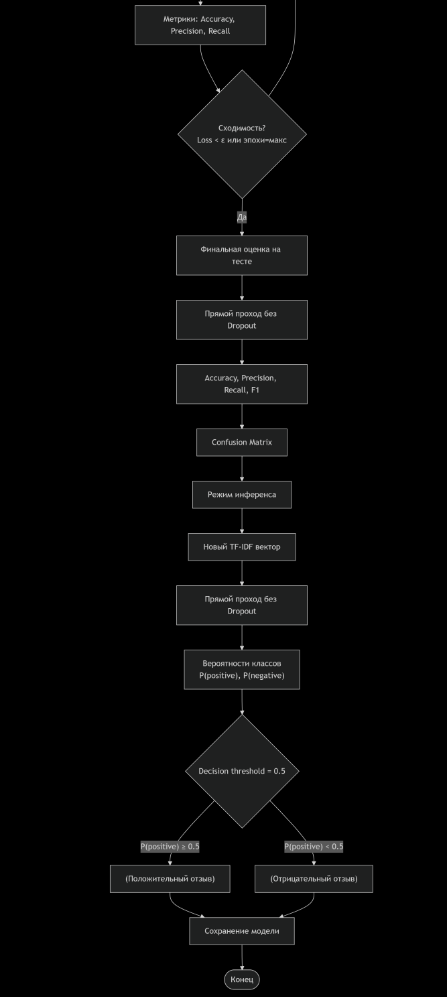 Метрики: Accuracy,
Precision, Recall
Сходимость?
Loss < ε или эпохи=макс
Да
Финальная оценка на
тесте
Прямой проход без
Dropout
Accuracy, Precision,
Recall, F1
Confusion Matrix
Режим инференса
Новый TF-IDF вектор
Прямой проход без
Dropout
Вероятности классов
P(positive), P(negative)
Decision threshold = 0.5
P(positive) ≥ 0.5
P(positive) < 0.5
(Положительный отзыв)
(Отрицательный отзыв)
Сохранение модели
Конец